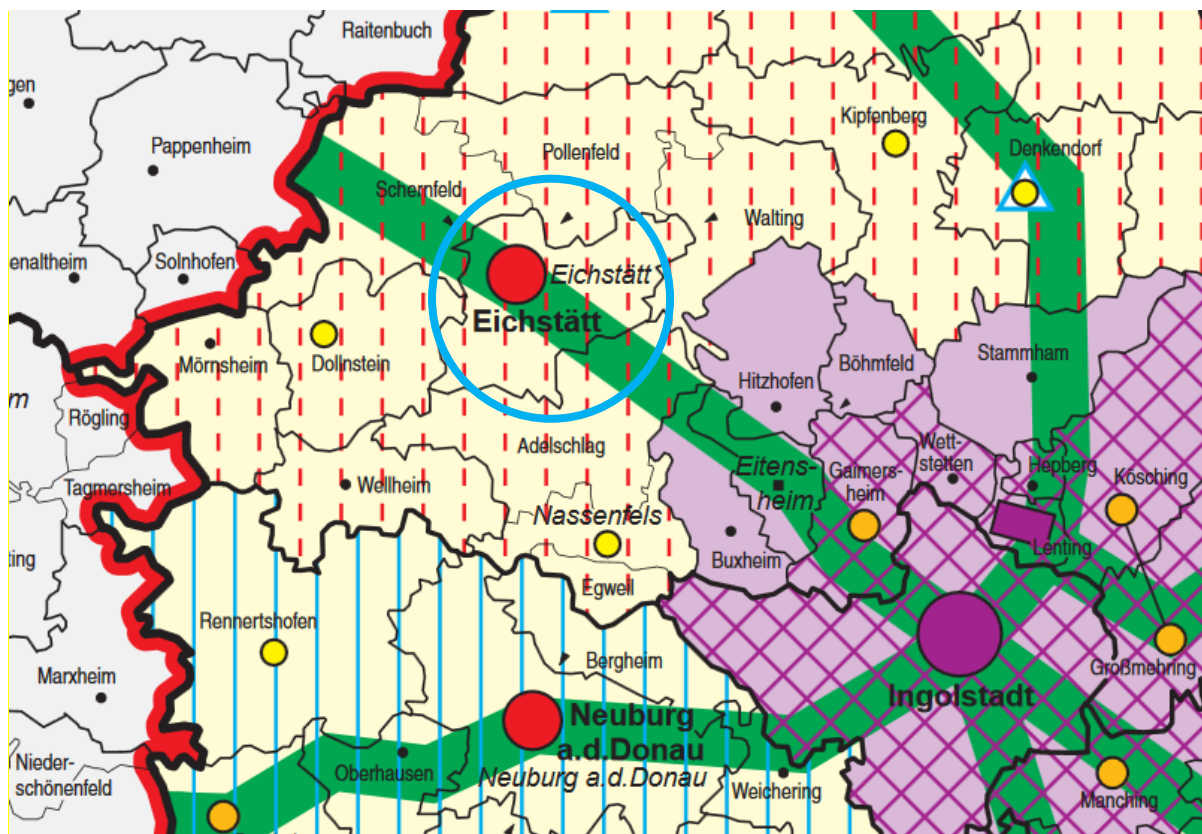 Raitenbuch
gen
Pappenheim
Kipfenberg
Pollenfeld
Denkendorf
Schernfeld
Walting
enaltheim
Solnhofen
Eichstätt
Eichstätt
Mörnsheim
Dollnstein
Stammham
Böhmfeld
Hitzhofen
m
Rögling
Adelschlag
Wett-
stetten
Eitens-
heim
Gaimers-
heim
Hepberg
Kösching
Tagmersheim
Wellheim
Nassenfels
Lenting
ting
Buxheim
Egweil
Rennertshofen
Bergheim
Großmehring
Marxheim
Ingolstadt
Neuburg
a.d.Donau
Neuburg a.d.Donau
Nieder-
schönenfeld
Oberhausen
Weichering
Manching